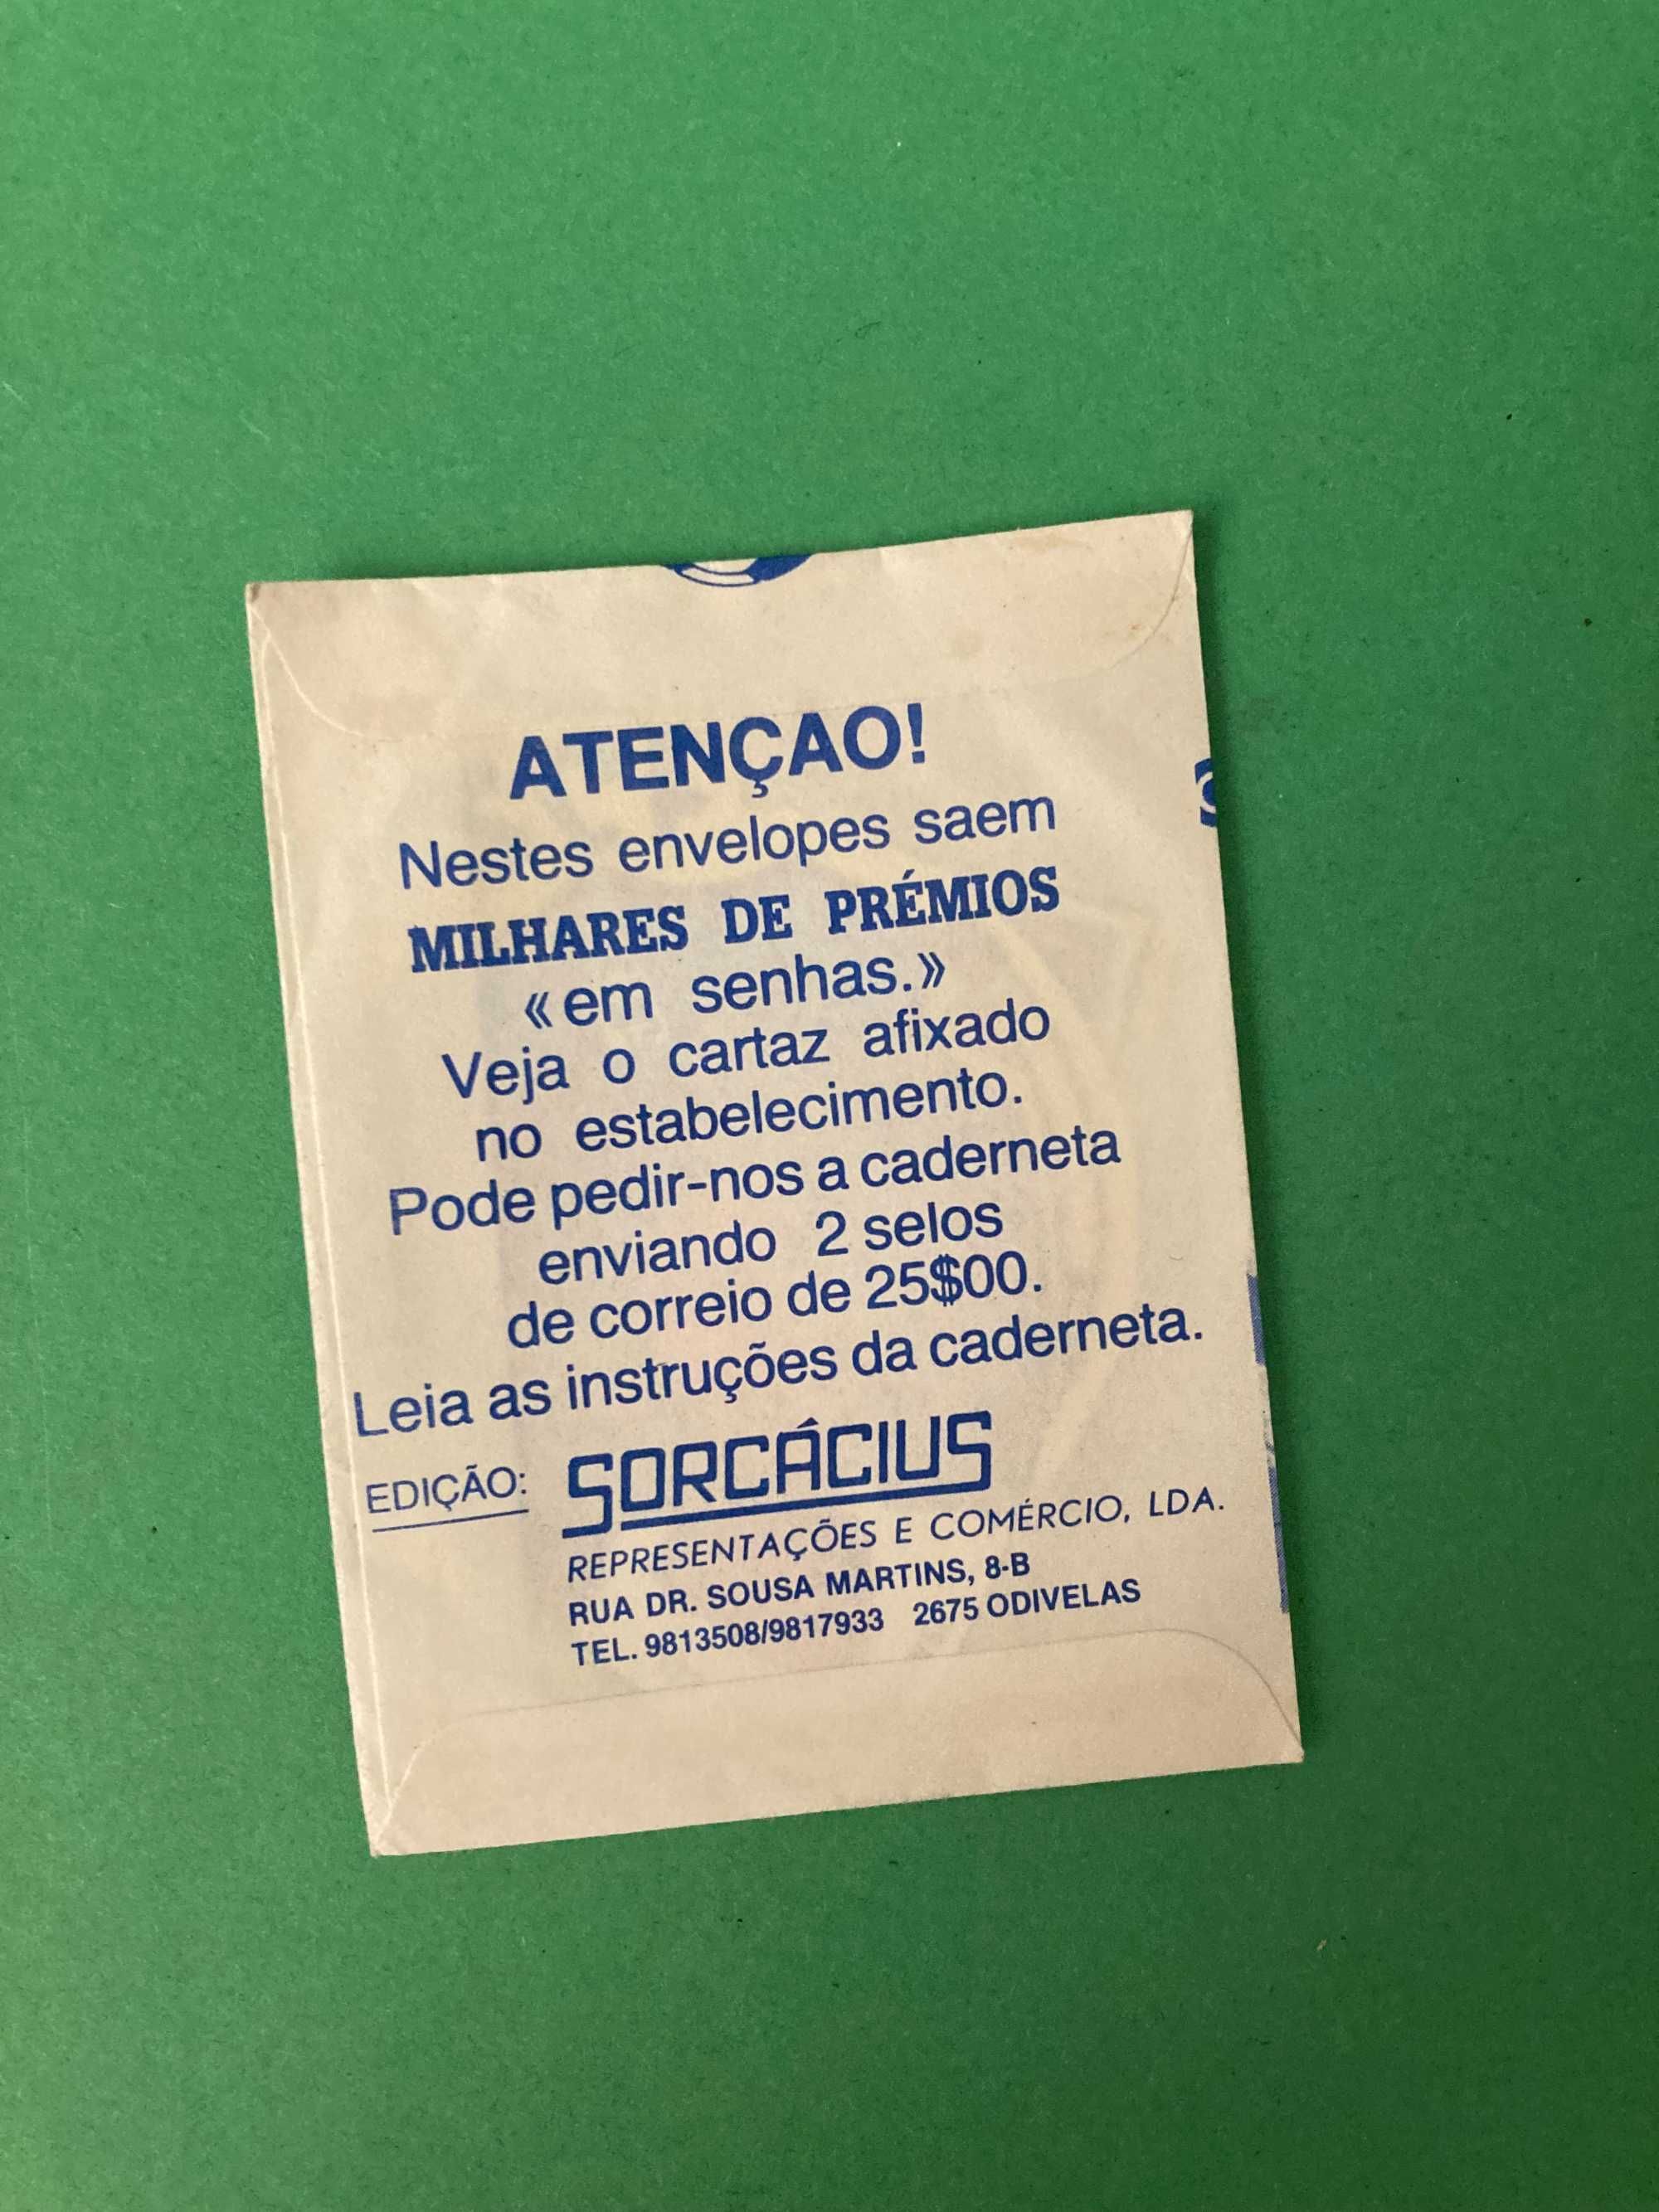 ATENÇAO!
Nestes envelopes saem
MILHARES DE PRÉMIOS
«em senhas.»
Veja o cartaz afixado
no estabelecimento.
Pode pedir-nos a caderneta
enviando 2 selos
de correio de 25$00.
Leia as instruções da caderneta.
EDIÇÃO: SORCÁCIUS
REPRESENTAÇÕES E COMÉRCIO, LDA.
RUA DR. SOUSA MARTINS, 8-B
TEL. 9813508/9817933 2675 ODIVELAS